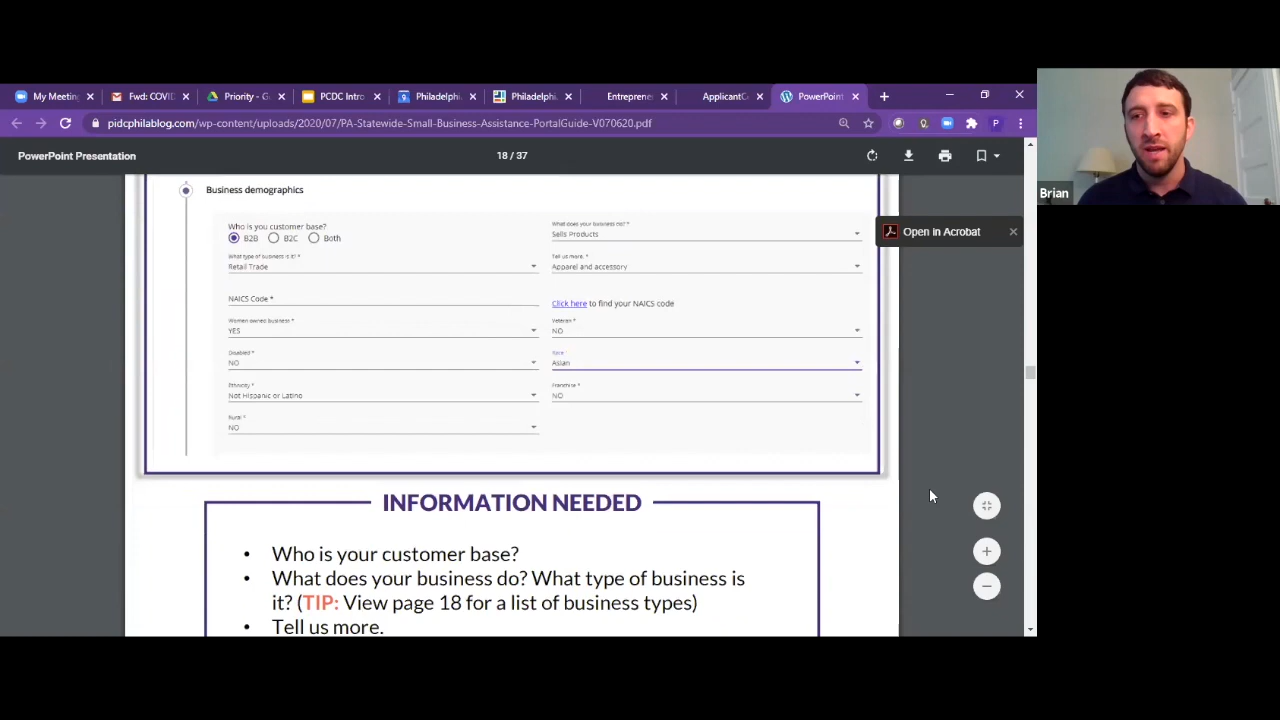 My Meetin
Fwd: COVI
Priority - G
PCDC Intro
Philadelphi
Philadelphi
Entreprene
ApplicantG
PowerPoint
pidcphilablog.com/wp-content/uploads/2020/07/PA-Statewide-Small-Business-Assistance-PortalGuide-V070620.pdf
P
PowerPoint Presentation
18 / 37
Brian
Open in Acrobat
Business demographics
Who is you customer base?
B2B
B2C
Both
What does your business do? *
Sells Products
What type of business is it? *
Retail Trade
Tell us more. *
Apparel and accessory
NAICS Code *
Click here to find your NAICS code
Women owned business *
YES
Veteran *
NO
Disabled *
NO
Race *
Asian
Ethnicity *
Not Hispanic or Latino
Franchise *
NO
Rural *
NO
INFORMATION NEEDED
• Who is your customer base?
• What does your business do? What type of business is
it? (TIP: View page 18 for a list of business types)
• Tell us more.